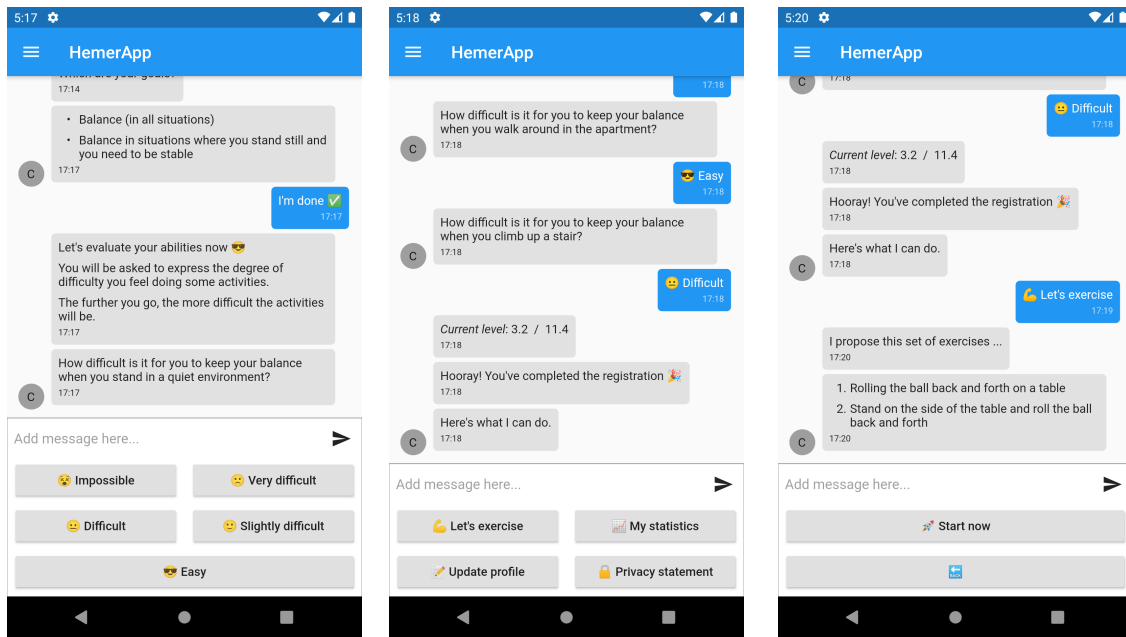 5:17
HemerApp
Which are your goals?
17:14
• Balance (in all situations)
• Balance in situations where you stand still and
you need to be stable
17:17
C
I'm done ✅
17:17
Let's evaluate your abilities now 😎
You will be asked to express the degree of
difficulty you feel doing some activities.
The further you go, the more difficult the activities
will be.
17:17
How difficult is it for you to keep your balance
when you stand in a quiet environment?
17:17
C
Add message here...
😵 Impossible
🙁 Very difficult
😐 Difficult
🙂 Slightly difficult
😎 Easy
5:18
HemerApp
17:18
How difficult is it for you to keep your balance
when you walk around in the apartment?
17:18
C
😎 Easy
17:18
How difficult is it for you to keep your balance
when you climb up a stair?
17:18
C
😐 Difficult
17:18
Current level: 3.2 / 11.4
17:18
Hooray! You've completed the registration 🎉
17:18
Here's what I can do.
17:18
C
Add message here...
💪 Let's exercise
📈 My statistics
📝 Update profile
🔒 Privacy statement
5:20
HemerApp
17:18
C
😐 Difficult
17:18
Current level: 3.2 / 11.4
17:18
Hooray! You've completed the registration 🎉
17:18
Here's what I can do.
17:18
C
💪 Let's exercise
17:19
I propose this set of exercises ...
17:20
1. Rolling the ball back and forth on a table
2. Stand on the side of the table and roll the ball
back and forth
17:20
C
Add message here...
🚀 Start now
🔙